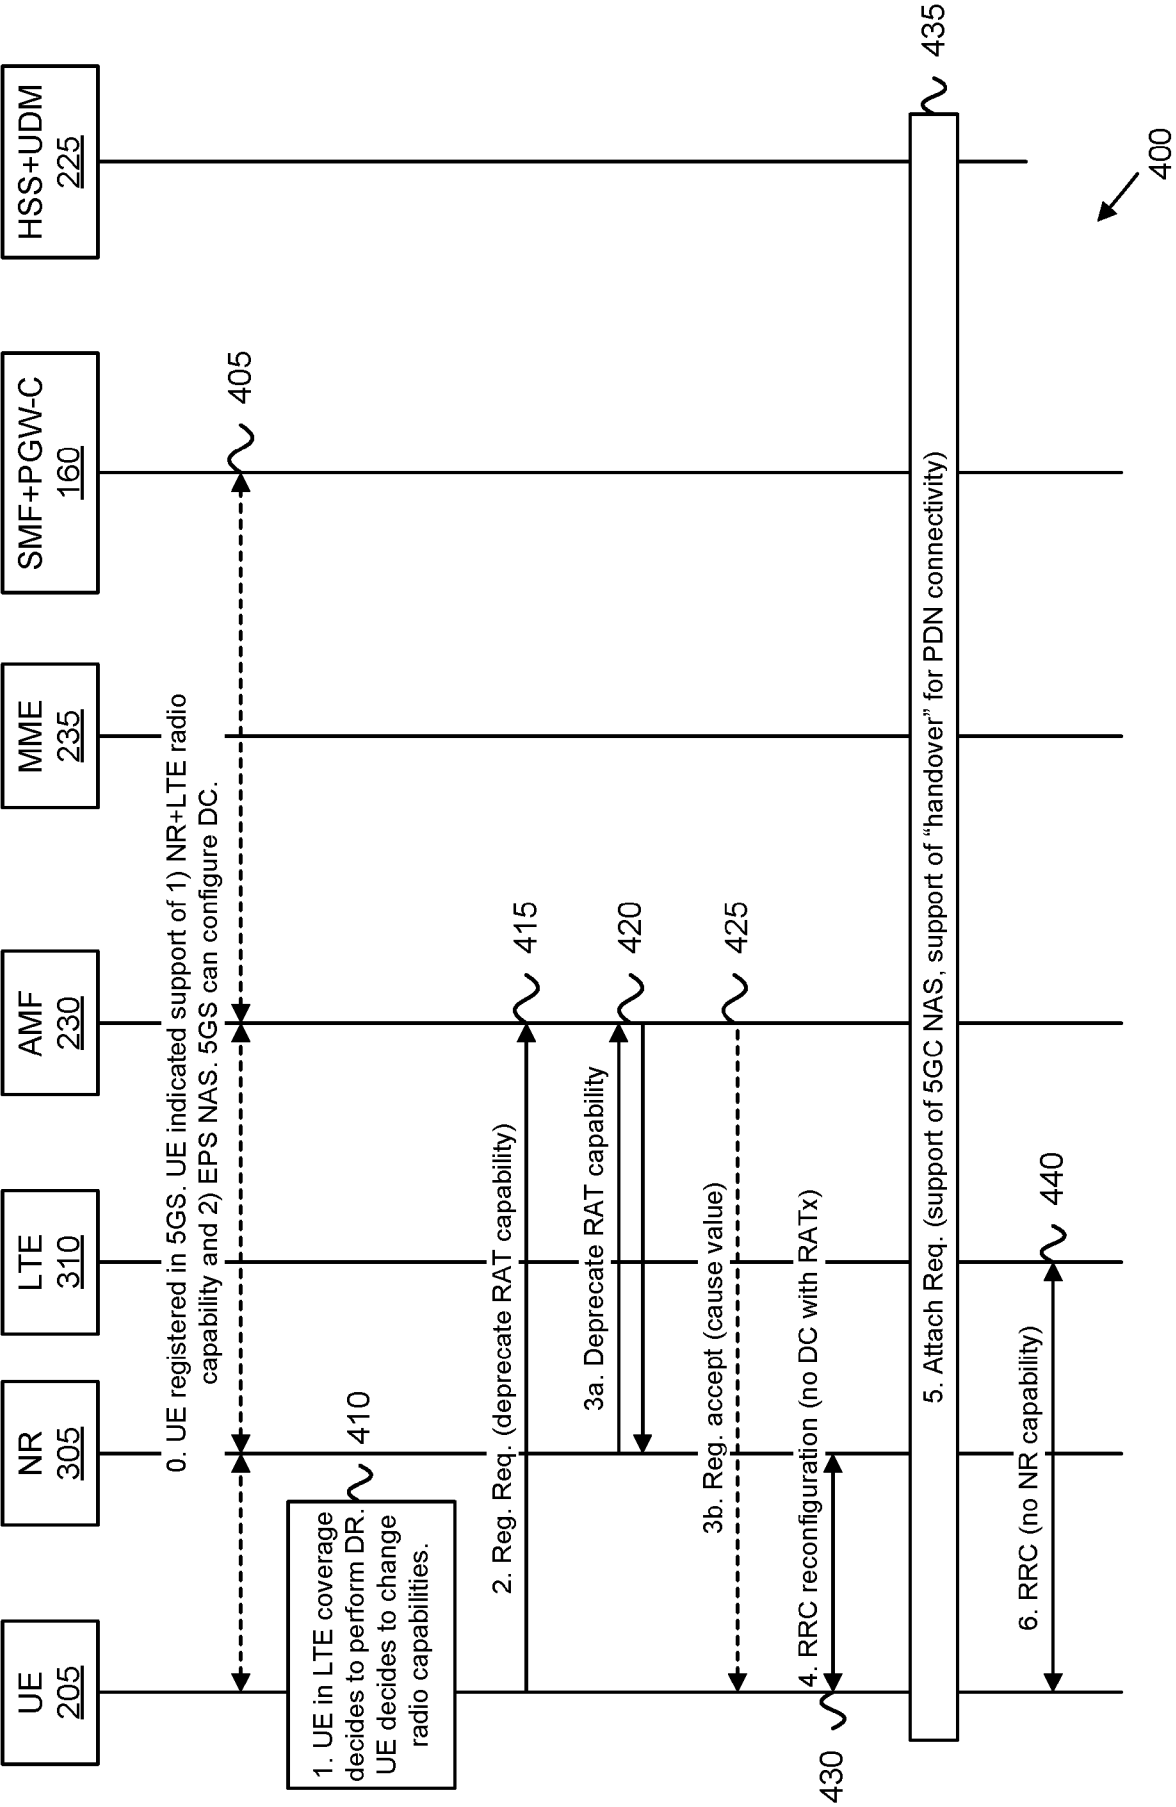 UE
205
NR
305
LTE
310
AMF
230
MME
235
SMF+PGW-C
160
HSS+UDM
225
0. UE registered in 5GS. UE indicated support of 1) NR+LTE radio
capability and 2) EPS NAS. 5GS can configure DC.
405
1. UE in LTE coverage
decides to perform DR.
UE decides to change
radio capabilities.
410
2. Reg. Req. (deprecate RAT capability)
415
3a. Deprecate RAT capability
420
3b. Reg. accept (cause value)
425
4. RRC reconfiguration (no DC with RATx)
430
5. Attach Req. (support of 5GC NAS, support of “handover” for PDN connectivity)
435
6. RRC (no NR capability)
440
400